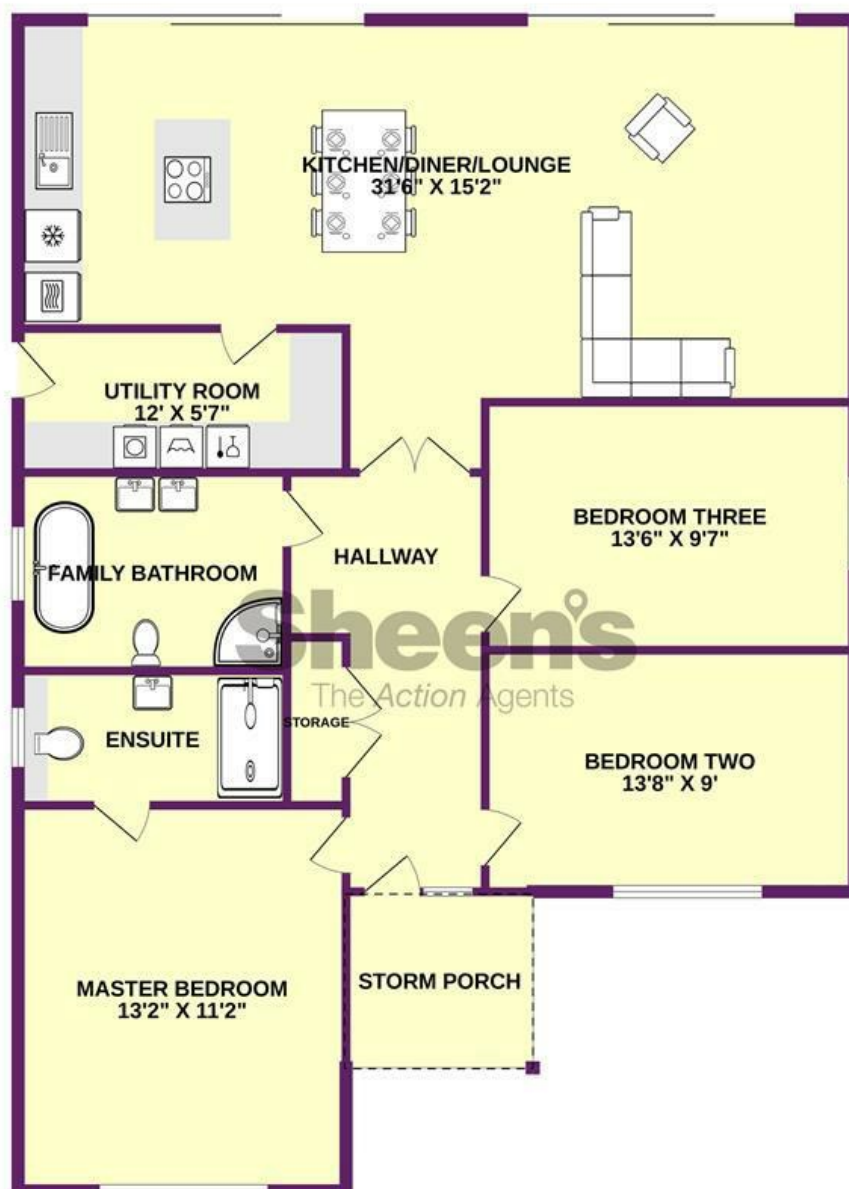 KITCHEN/DINER/LOUNGE
31'6" X 15'2"
UTILITY ROOM
12' X 5'7"
BEDROOM THREE
13'6" X 9'7"
HALLWAY
FAMILY BATHROOM
Sheen's
The Action Agents
STORAGE
ENSUITE
BEDROOM TWO
13'8" X 9'
MASTER BEDROOM
13'2" X 11'2"
STORM PORCH